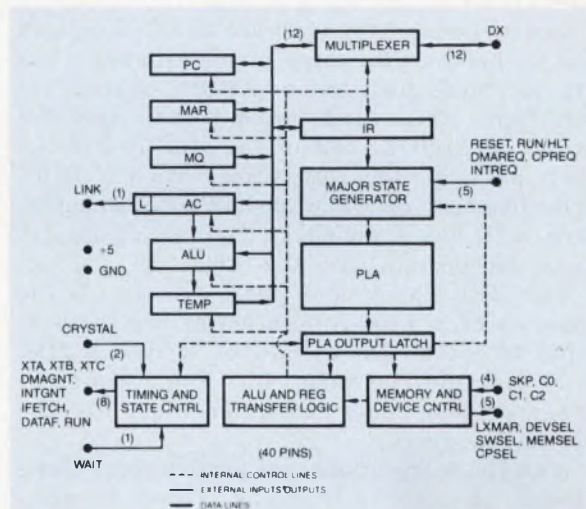 (12)
MULTIPLEXER
(12)
DX
PC
MAR
IR
MQ
RESET, RUN/HLT
DMAREQ, CPREQ
INTREQ
(5)
MAJOR STATE
GENERATOR
LINK
(1)
L
AC
+5
GND
ALU
PLA
TEMP
CRYSTAL
(2)
PLA OUTPUT LATCH
XTA, XTB, XTC
DMAGNT,
INTGNT
IFETCH,
DATAF, RUN
(8)
TIMING AND
STATE CNTRL
ALU AND REG
TRANSFER LOGIC
MEMORY AND
DEVICE CNTRL
(4)
SKP, C0,
C1, C2
(5)
LXMAR, DEVSEL
SWSEL, MEMSEL
CPSEL
(1)
WAIT
(40 PINS)
INTERNAL CONTROL LINES
EXTERNAL INPUTS/OUTPUTS
DATA LINES